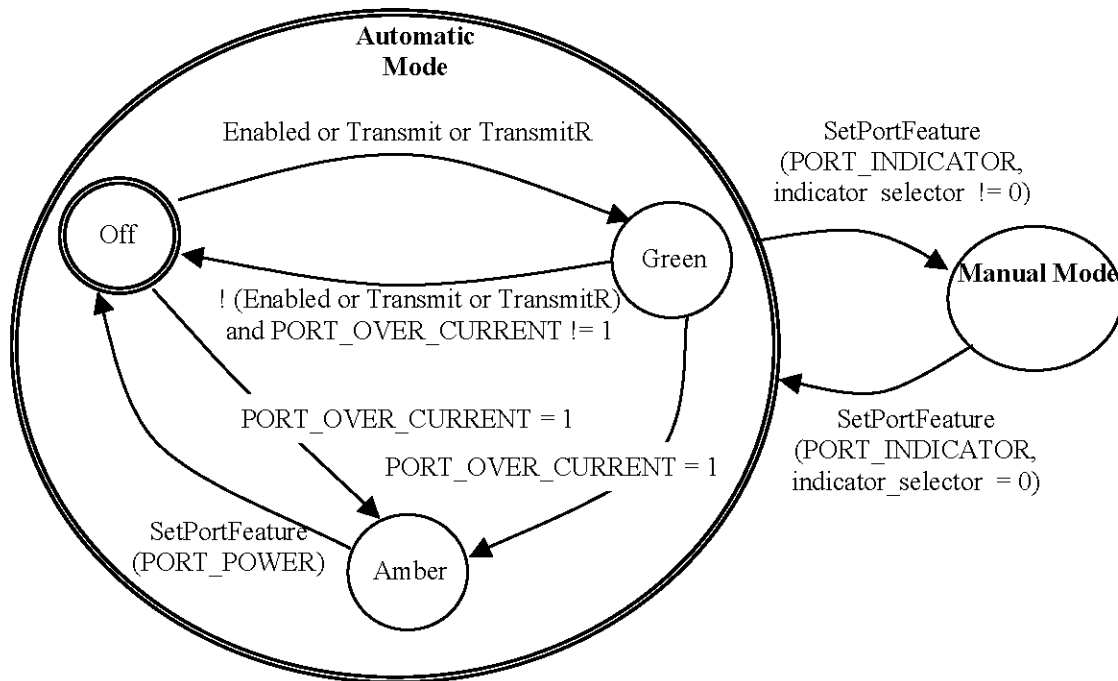 Automatic
Mode
Enabled or Transmit or TransmitR
SetPortFeature
(PORT_INDICATOR,
indicator_selector != 0)
Off
Green
Manual Mode
! (Enabled or Transmit or TransmitR)
and PORT_OVER_CURRENT != 1
PORT_OVER_CURRENT = 1
PORT_OVER_CURRENT = 1
SetPortFeature
(PORT_INDICATOR,
indicator_selector = 0)
SetPortFeature
(PORT_POWER)
Amber